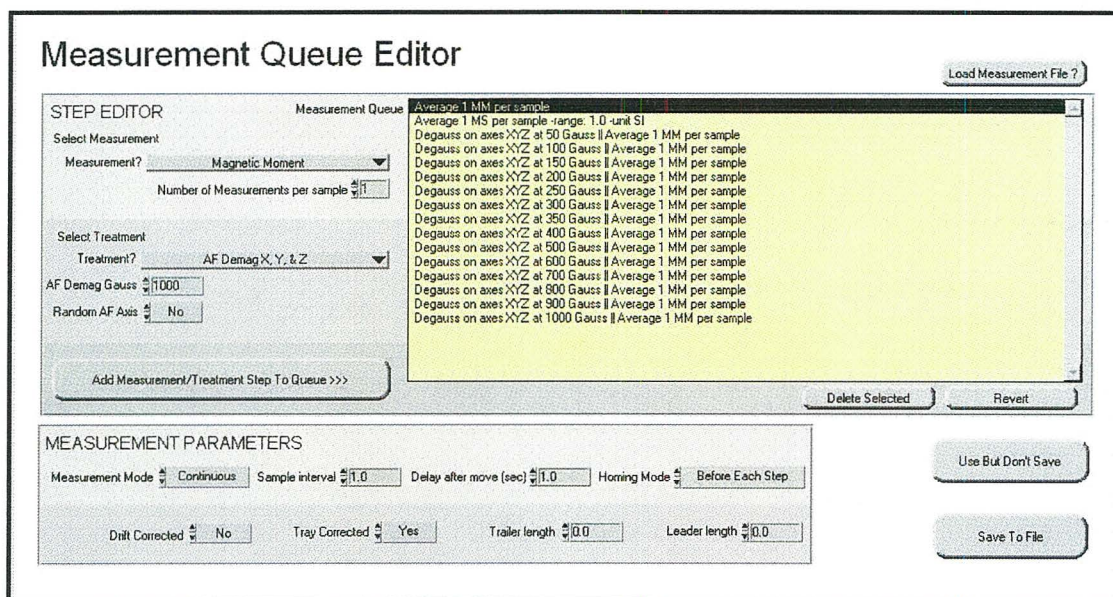 Measurement Queue Editor
Load Measurement File ?
STEP EDITOR
Measurement Queue
Select Measurement
Measurement? Magnetic Moment
Number of Measurements per sample 1
Select Treatment
Treatment? AF Demag X, Y, & Z
AF Demag Gauss 1000
Random AF Axis No
Add Measurement/Treatment Step To Queue >>>
Average 1 MM per sample
Average 1 MS per sample -range: 1.0 -unit SI
Degauss on axes XYZ at 50 Gauss || Average 1 MM per sample
Degauss on axes XYZ at 100 Gauss || Average 1 MM per sample
Degauss on axes XYZ at 150 Gauss || Average 1 MM per sample
Degauss on axes XYZ at 200 Gauss || Average 1 MM per sample
Degauss on axes XYZ at 250 Gauss || Average 1 MM per sample
Degauss on axes XYZ at 300 Gauss || Average 1 MM per sample
Degauss on axes XYZ at 350 Gauss || Average 1 MM per sample
Degauss on axes XYZ at 400 Gauss || Average 1 MM per sample
Degauss on axes XYZ at 500 Gauss || Average 1 MM per sample
Degauss on axes XYZ at 600 Gauss || Average 1 MM per sample
Degauss on axes XYZ at 700 Gauss || Average 1 MM per sample
Degauss on axes XYZ at 800 Gauss || Average 1 MM per sample
Degauss on axes XYZ at 900 Gauss || Average 1 MM per sample
Degauss on axes XYZ at 1000 Gauss || Average 1 MM per sample
Delete Selected
Revert
MEASUREMENT PARAMETERS
Measurement Mode Continuous Sample interval 1.0 Delay after move (sec) 1.0 Homing Mode Before Each Step
Drift Corrected No Tray Corrected Yes Trailer length 0.0 Leader length 0.0
Use But Don't Save
Save To File